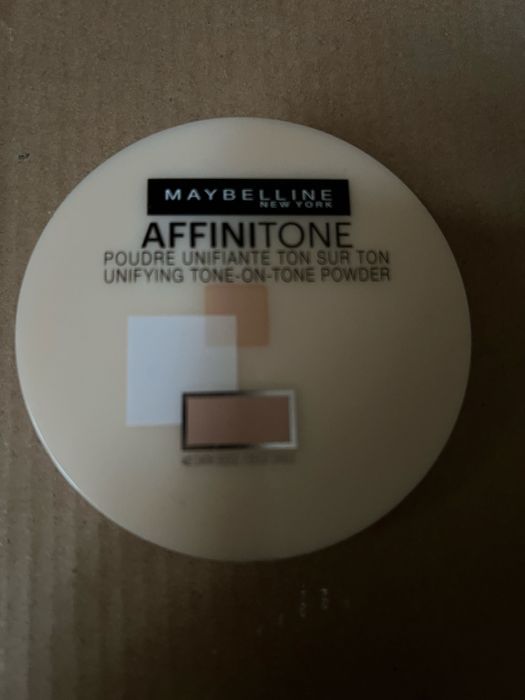 MAYBELLINE
NEW YORK
AFFINITONE
POUDRE UNIFIANTE TON SUR TON
UNIFYING TONE-ON-TONE POWDER